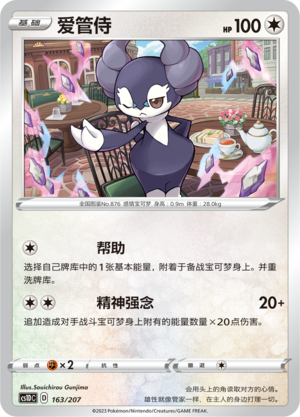 基础
爱管侍
HP 100
全国图鉴No.876 感情宝可梦 身高：0.9m 体重：28.0kg
帮助
选择自己牌库中的1张基本能量，附着于备战宝可梦身上。并重
洗牌库。
精神强念 20+
追加造成对手战斗宝可梦身上附有的能量数量×20点伤害。
弱点 ×2 抗性 撤退
Illus.Souichirou Gunjima
CS1DC D 163/207
会用头上的角读取对方的心情。
雄性就像管家一样，在主人的身边打理一切。
©2023 Pokémon/Nintendo/Creatures/GAME FREAK.